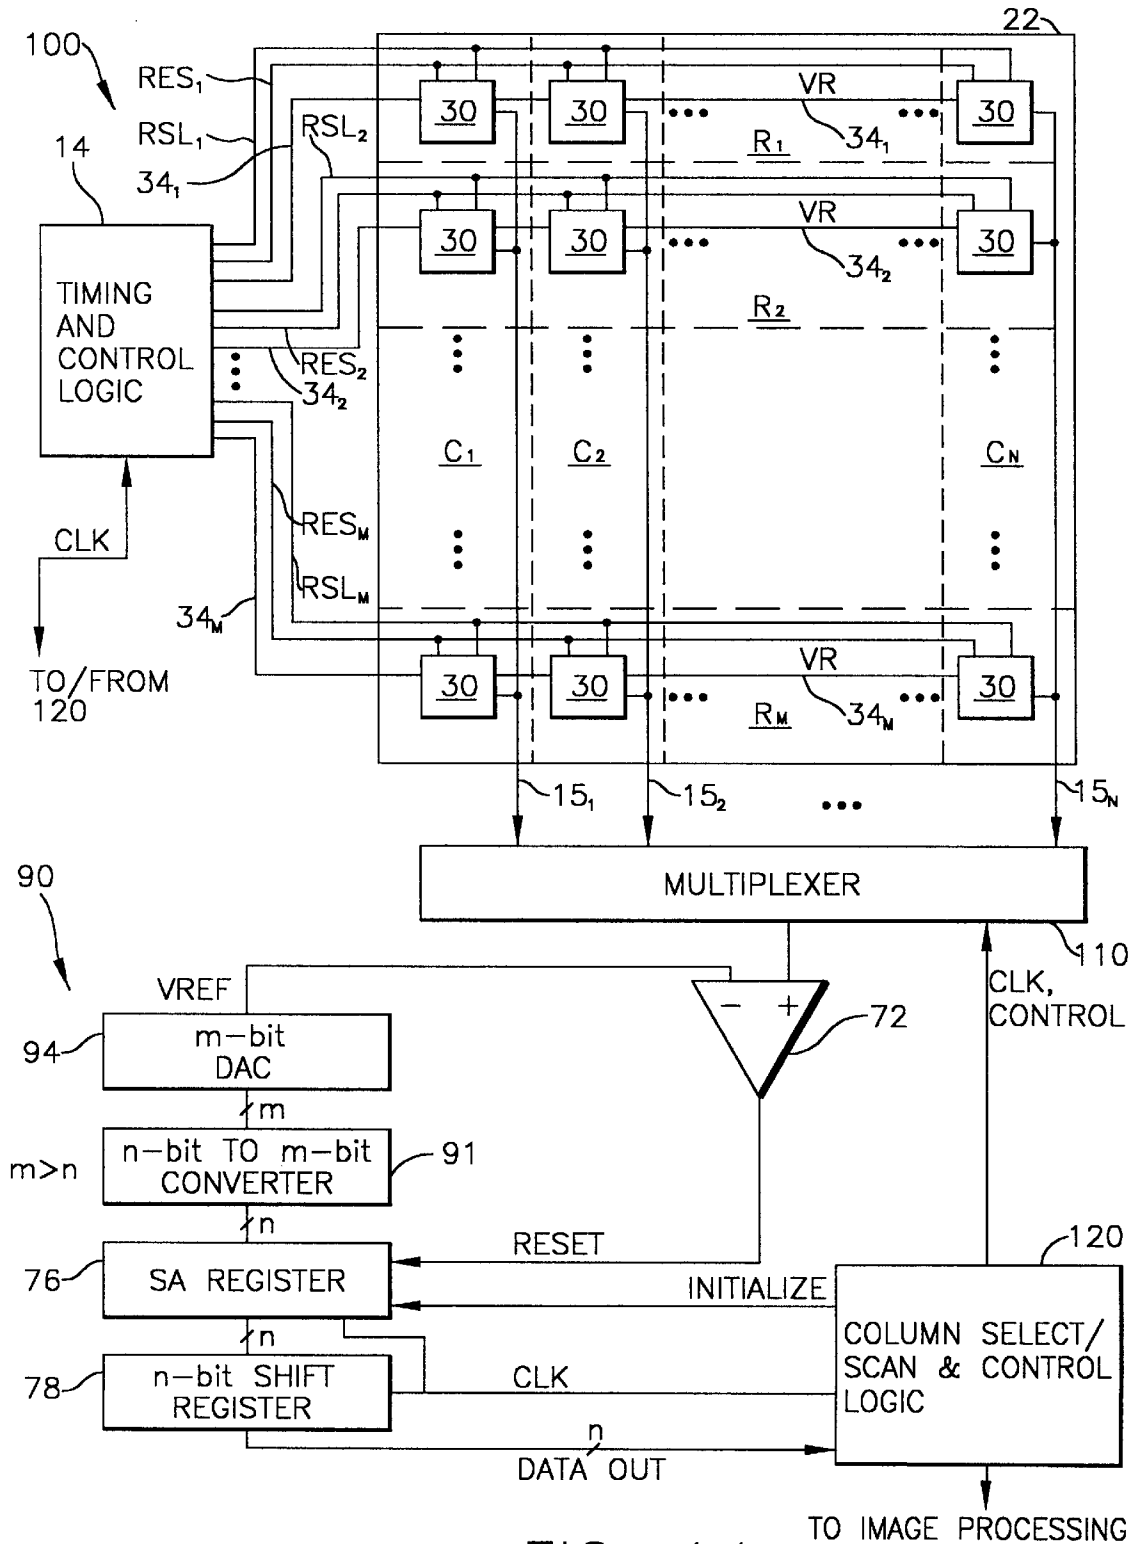 22
100
RES1
RSL1
RSL2
VR
30 30 30
341
R1
341
14
VR
30 30 30
342
TIMING
AND
CONTROL
LOGIC
R2
RES2
342
C1 C2 CN
RESM
CLK
RSLM
34M
VR
30 30 30
TO/FROM
120
RM
34M
151 152 15N
90
MULTIPLEXER
110
VREF
CLK,
CONTROL
− +
72
94
m-bit
DAC
m
m>n
n-bit TO m-bit
CONVERTER
91
n
RESET
120
76
SA REGISTER
INITIALIZE
n
COLUMN SELECT/
SCAN & CONTROL
LOGIC
78
n-bit SHIFT
REGISTER
CLK
n
DATA OUT
TO IMAGE PROCESSING